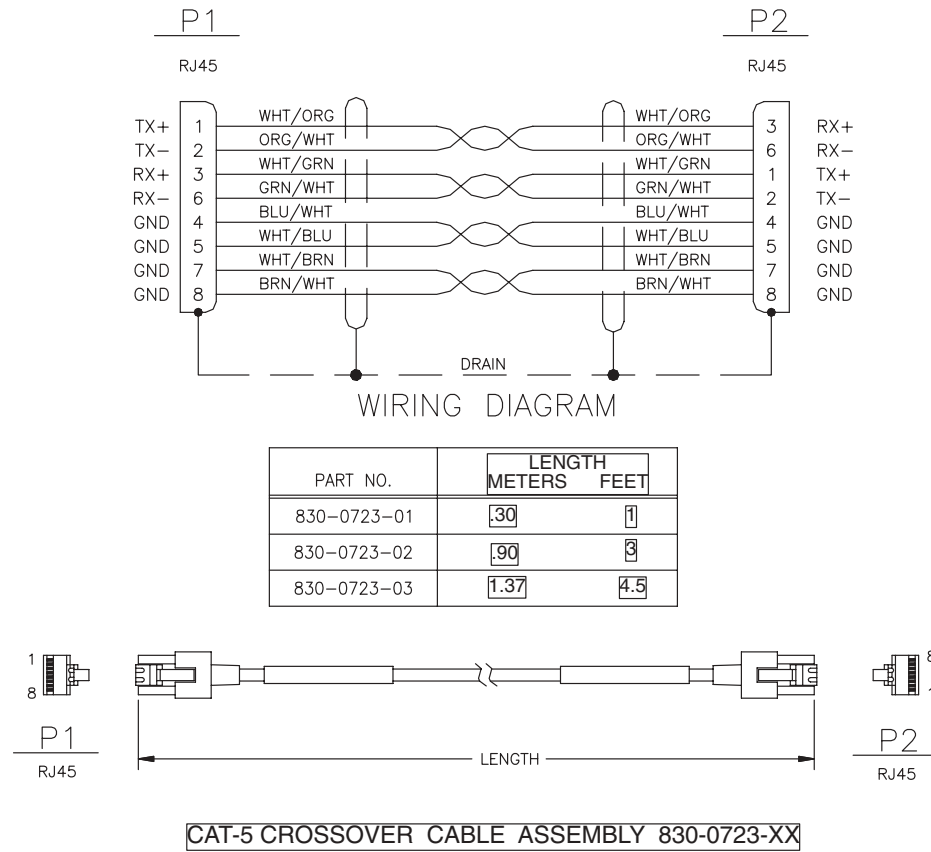 P1 P2
RJ45 RJ45
TX+ 1 WHT/ORG WHT/ORG 3 RX+
TX− 2 ORG/WHT ORG/WHT 6 RX−
RX+ 3 WHT/GRN WHT/GRN 1 TX+
RX− 6 GRN/WHT GRN/WHT 2 TX−
GND 4 BLU/WHT BLU/WHT 4 GND
GND 5 WHT/BLU WHT/BLU 5 GND
GND 7 WHT/BRN WHT/BRN 7 GND
GND 8 BRN/WHT BRN/WHT 8 GND
DRAIN
WIRING DIAGRAM
LENGTH
PART NO. METERS FEET
830−0723−01 .30 1
830−0723−02 .90 3
830−0723−03 1.37 4.5
1 8
8 1
P1 P2
RJ45 LENGTH RJ45
CAT-5 CROSSOVER CABLE ASSEMBLY 830-0723-XX